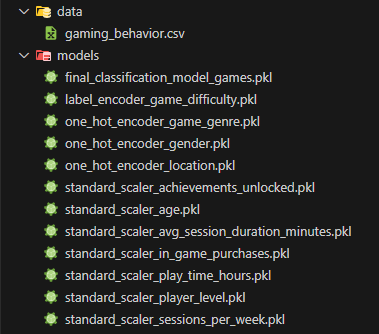 data
gaming_behavior.csv
models
final_classification_model_games.pkl
label_encoder_game_difficulty.pkl
one_hot_encoder_game_genre.pkl
one_hot_encoder_gender.pkl
one_hot_encoder_location.pkl
standard_scaler_achievements_unlocked.pkl
standard_scaler_age.pkl
standard_scaler_avg_session_duration_minutes.pkl
standard_scaler_in_game_purchases.pkl
standard_scaler_play_time_hours.pkl
standard_scaler_player_level.pkl
standard_scaler_sessions_per_week.pkl